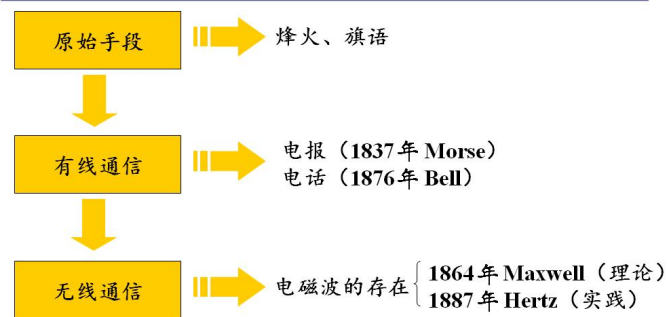 原始手段
烽火、旗语
有线通信
电报（1837年 Morse）
电话（1876年 Bell）
无线通信
电磁波的存在
1864年 Maxwell（理论）
1887年 Hertz（实践）